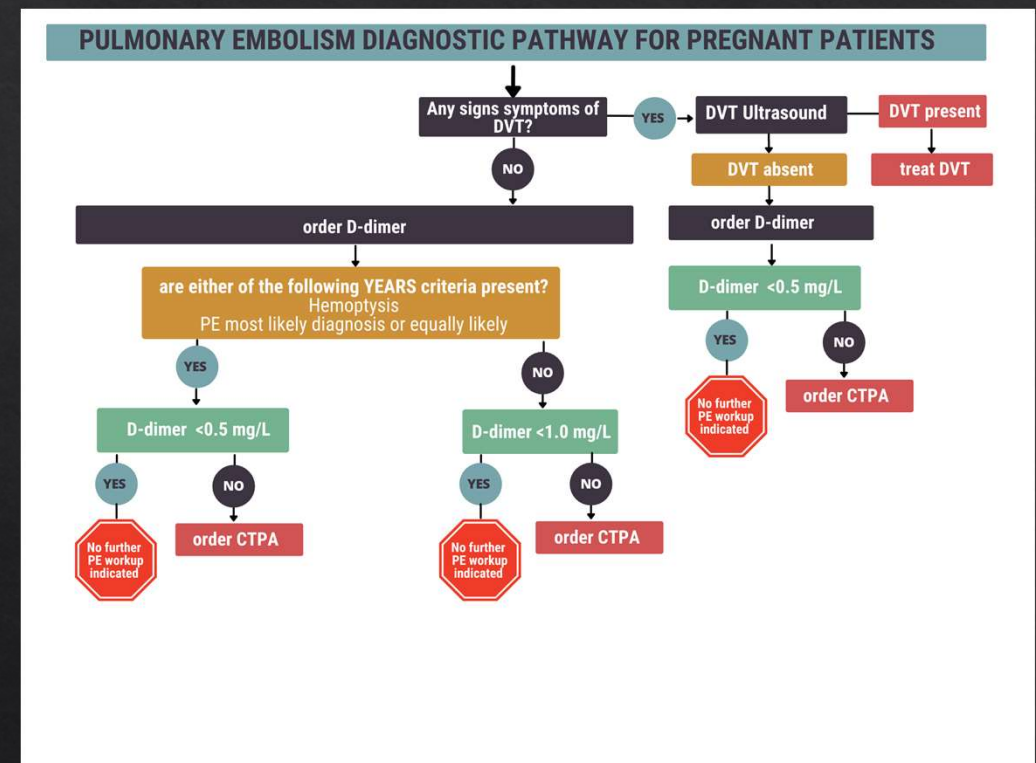 PULMONARY EMBOLISM DIAGNOSTIC PATHWAY FOR PREGNANT PATIENTS
Any signs symptoms of
DVT?
YES
DVT Ultrasound
DVT present
NO
DVT absent
treat DVT
order D-dimer
order D-dimer
are either of the following YEARS criteria present?
Hemoptysis
PE most likely diagnosis or equally likely
D-dimer <0.5 mg/L
YES
NO
YES
NO
No further
PE workup
indicated
order CTPA
D-dimer <0.5 mg/L
D-dimer <1.0 mg/L
YES
NO
YES
NO
No further
PE workup
indicated
order CTPA
No further
PE workup
indicated
order CTPA